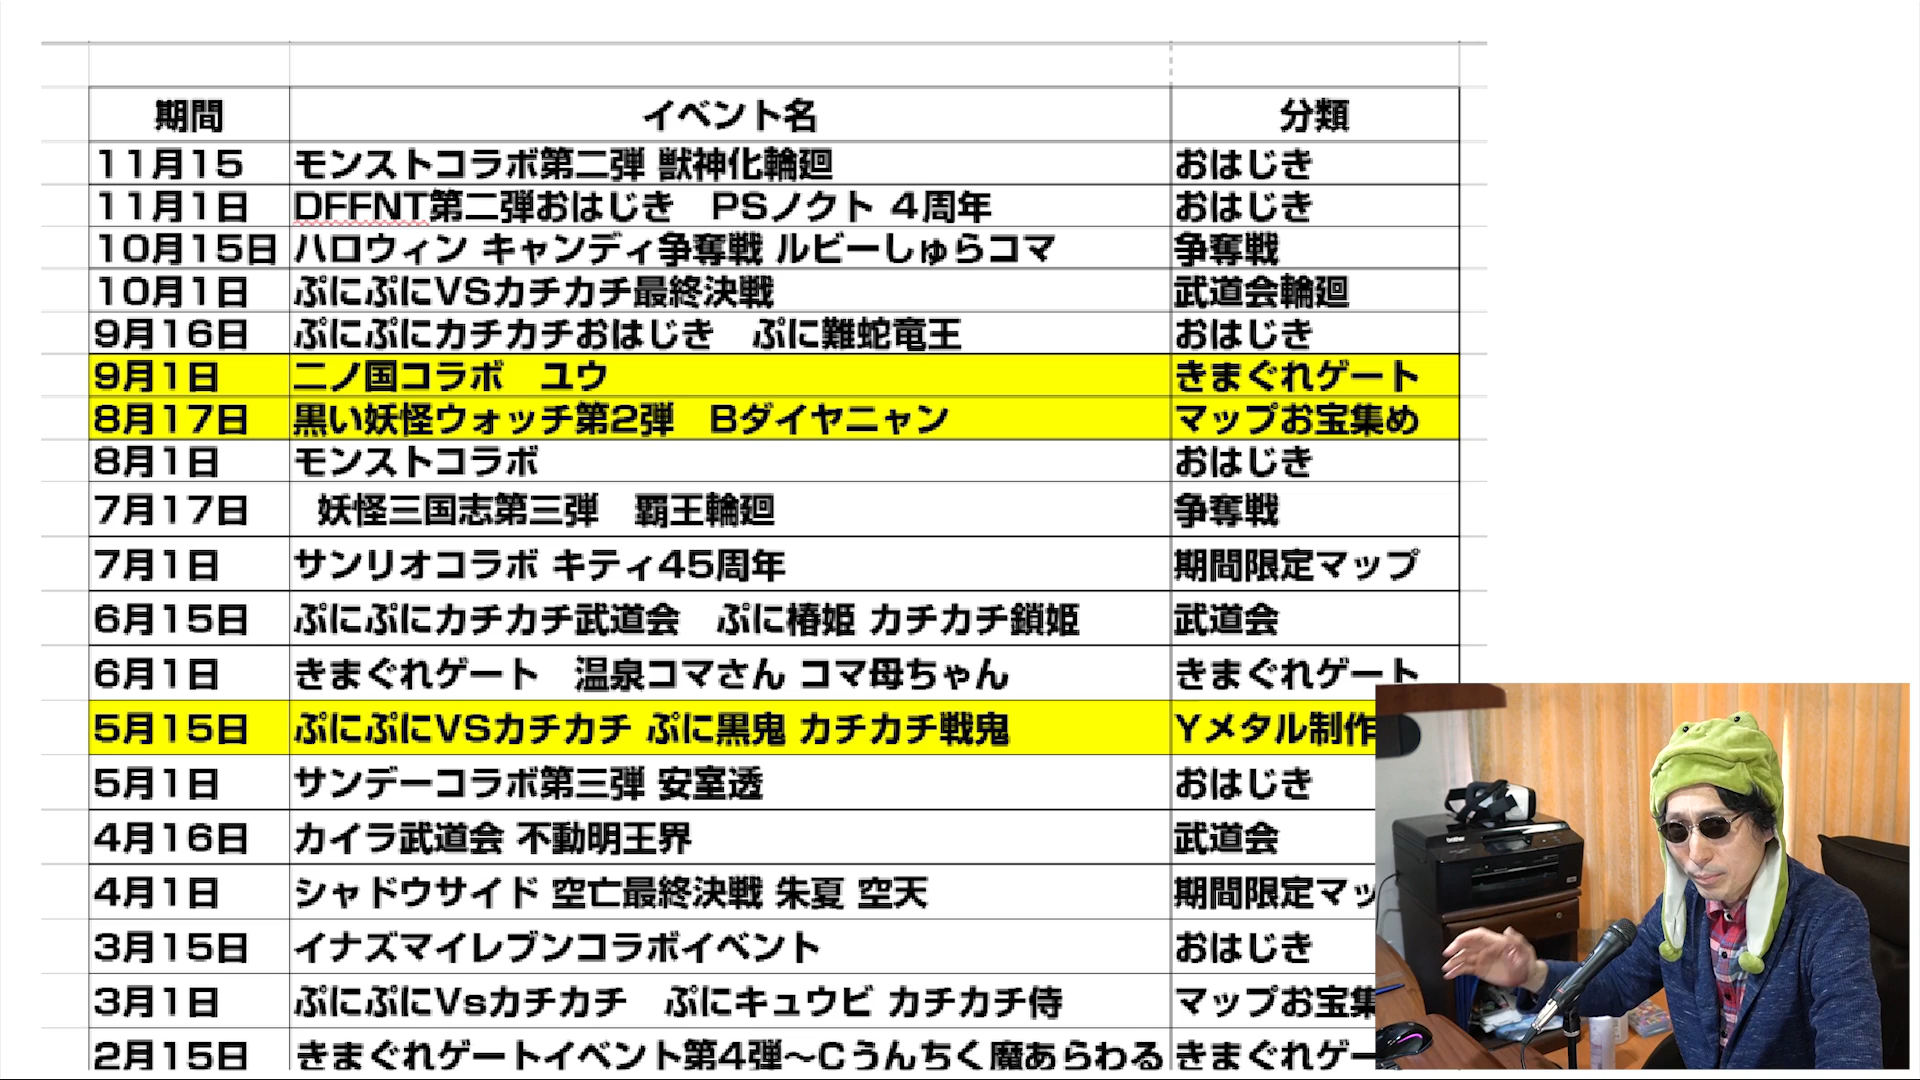 期間 イベント名 分類
11月15 モンストコラボ第二弾 獣神化輪廻 おはじき
11月1日 DFFNT第二弾おはじき　PSノクト 4周年 おはじき
10月15日 ハロウィン キャンディ争奪戦 ルビーしゅらコマ 争奪戦
10月1日 ぷにぷにVSカチカチ最終決戦 武道会輪廻
9月16日 ぷにぷにカチカチおはじき　ぷに難蛇竜王 おはじき
9月1日 二ノ国コラボ　ユウ きまぐれゲート
8月17日 黒い妖怪ウォッチ第2弾　Bダイヤニャン マップお宝集め
8月1日 モンストコラボ おはじき
7月17日 妖怪三国志第三弾　覇王輪廻 争奪戦
7月1日 サンリオコラボ キティ45周年 期間限定マップ
6月15日 ぷにぷにカチカチ武道会　ぷに椿姫 カチカチ鎖姫 武道会
6月1日 きまぐれゲート　温泉コマさん コマ母ちゃん きまぐれゲート
5月15日 ぷにぷにVSカチカチ ぷに黒鬼 カチカチ戦鬼 Yメタル制作
5月1日 サンデーコラボ第三弾 安室透 おはじき
4月16日 カイラ武道会 不動明王界 武道会
4月1日 シャドウサイド 空亡最終決戦 朱夏 空天 期間限定マッ
3月15日 イナズマイレブンコラボイベント おはじき
3月1日 ぷにぷにVsカチカチ　ぷにキュウビ カチカチ侍 マップお宝集
2月15日 きまぐれゲートイベント第4弾～Cうんちく魔あらわる きまぐれゲー
brother